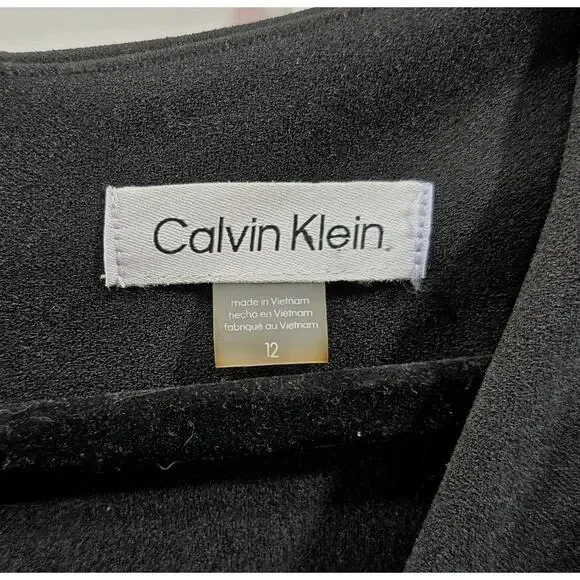 Calvin Klein
made in Vietnam
hecho en Vietnam
fabriqué au Vietnam
12